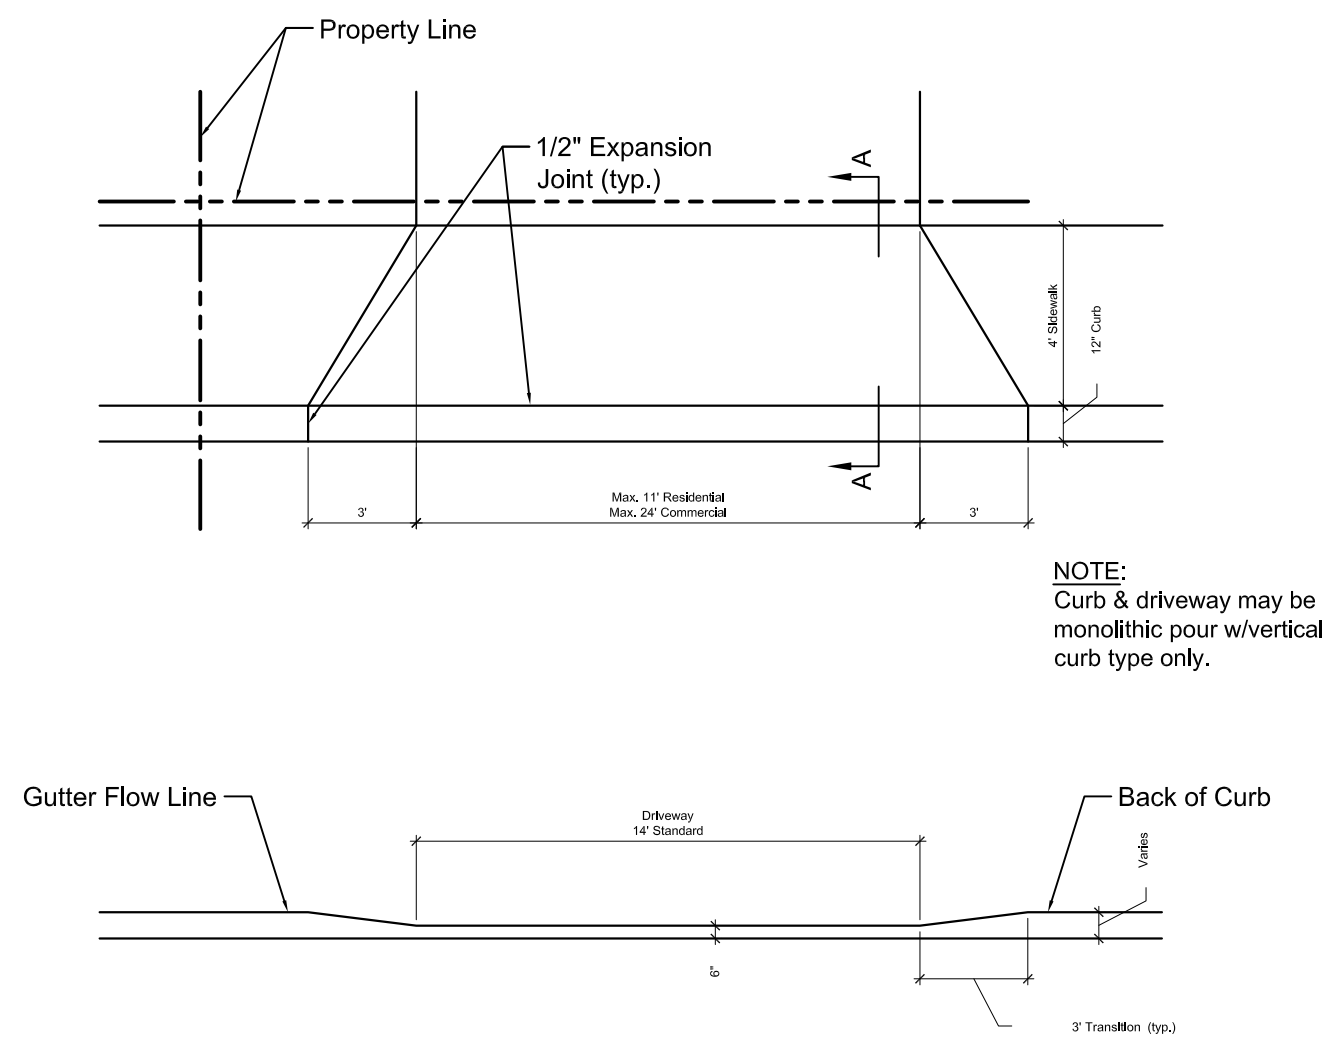 Property Line
1/2" Expansion
Joint (typ.)
A
4' Sidewalk
12" Curb
A
3'
Max. 11' Residential
Max. 24' Commercial
3'
NOTE:
Curb & driveway may be
monolithic pour w/vertical
curb type only.
Gutter Flow Line
Driveway
14' Standard
Back of Curb
Varies
6"
3' Transition (typ.)